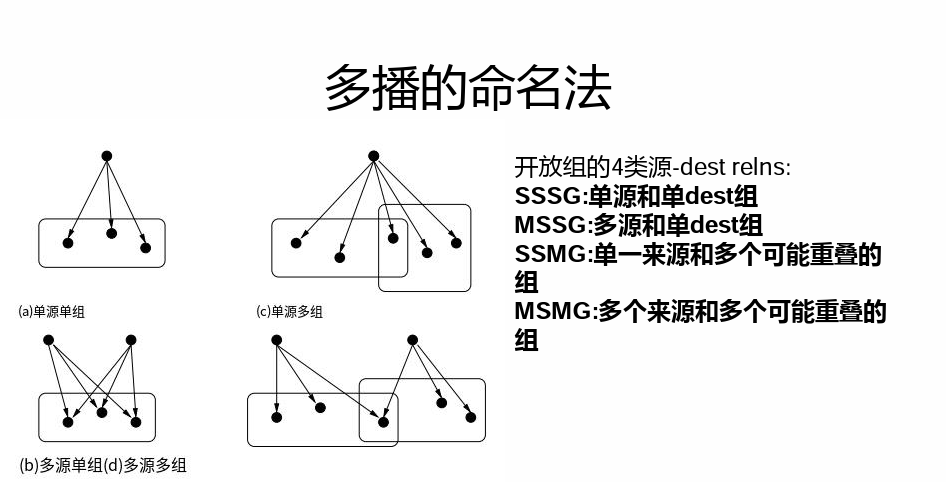 多播的命名法
开放组的4类源-dest relns:
SSSG:单源和单dest组
MSSG:多源和单dest组
SSMG:单一来源和多个可能重叠的
组
MSMG:多个来源和多个可能重叠的
组
(a)单源单组
(c)单源多组
(b)多源单组(d)多源多组